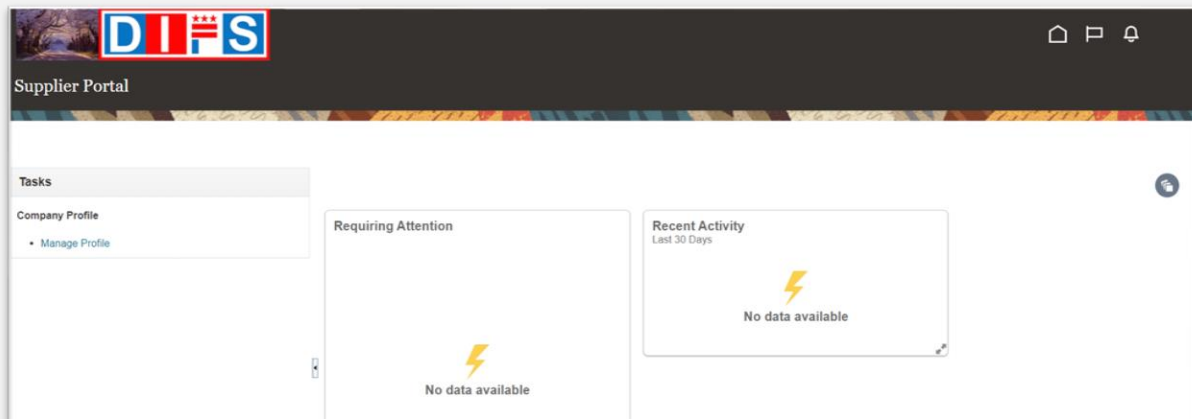 DIFS
Supplier Portal
Tasks
Company Profile
Manage Profile
Requiring Attention
No data available
Recent Activity
Last 30 Days
No data available